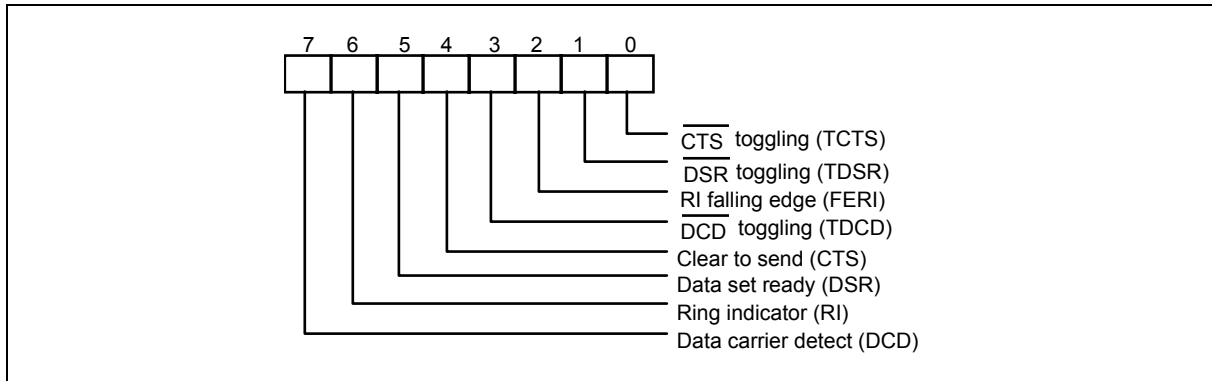 7 6 5 4 3 2 1 0
CTS toggling (TCTS)
DSR toggling (TDSR)
RI falling edge (FERI)
DCD toggling (TDCD)
Clear to send (CTS)
Data set ready (DSR)
Ring indicator (RI)
Data carrier detect (DCD)